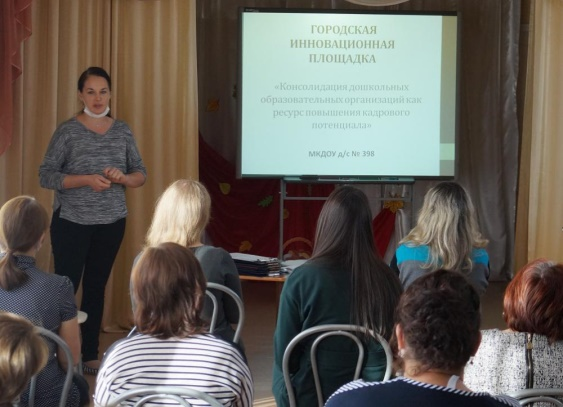 ГОРОДСКАЯ
ИННОВАЦИОННАЯ
ПЛОЩАДКА
«Консолидация дошкольных
образовательных организаций как
ресурс повышения кадрового
потенциала»
МКДОУ д/с № 398